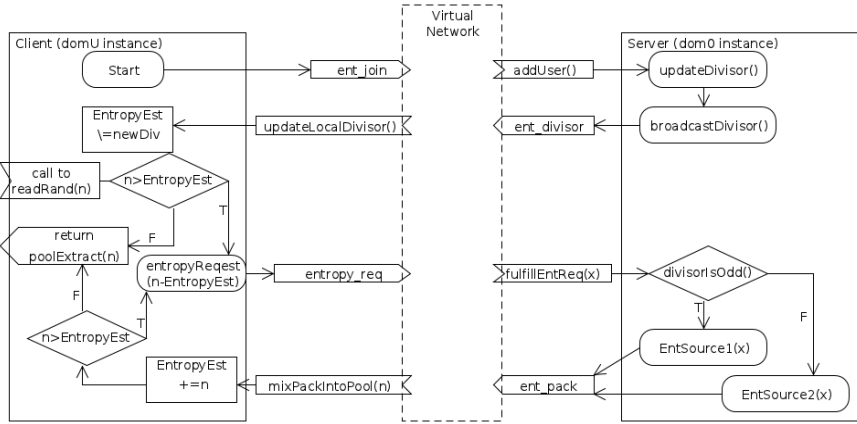 Virtual
Network
Client (domU instance)
Server (dom0 instance)
Start
ent_join
addUser()
updateDivisor()
EntropyEst
\=newDiv
updateLocalDivisor()
ent_divisor
broadcastDivisor()
call to
readRand(n)
n>EntropyEst
T
F
return
poolExtract(n)
entropyReqest
(n-EntropyEst)
entropy_req
fulfillEntReq(x)
divisorIsOdd()
F
T
n>EntropyEst
T
F
EntSource1(x)
EntropyEst
+=n
mixPackIntoPool(n)
ent_pack
EntSource2(x)